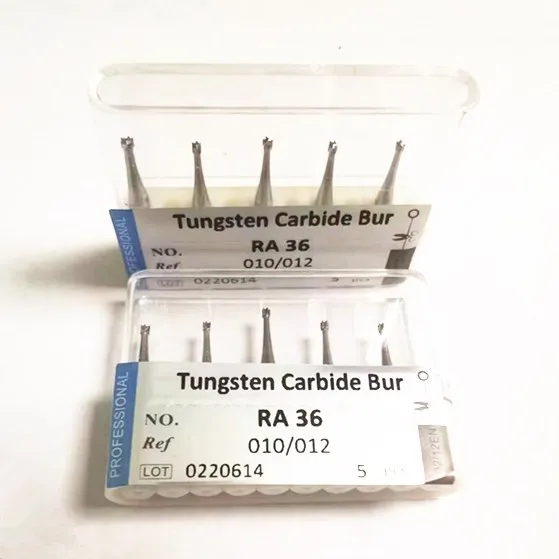 PROFESSIONAL
Tungsten Carbide Bur
NO. RA 36
Ref 010/012
LOT 0220614 5
PROFESSIONAL
Tungsten Carbide Bur
NO. RA 36
Ref 010/012
LOT 0220614 5